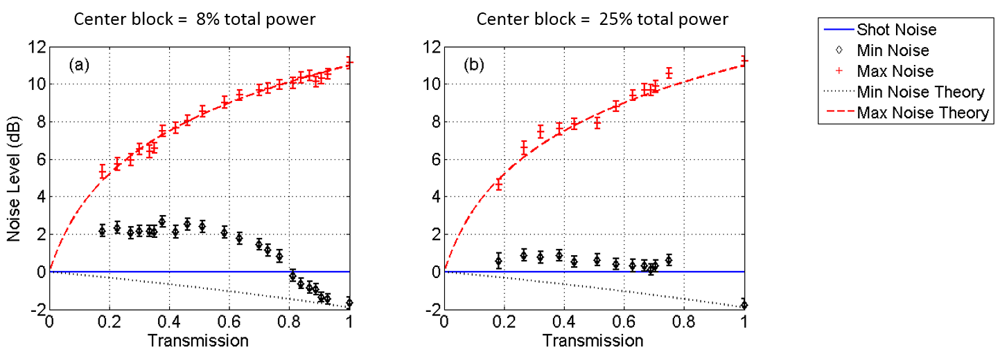 Center block = 8% total power
Center block = 25% total power
Shot Noise
Min Noise
Max Noise
Min Noise Theory
Max Noise Theory
(a)
12
10
8
6
4
2
0
-2
Noise Level (dB)
0
0.2
0.4
0.6
0.8
1
Transmission
(b)
12
10
8
6
4
2
0
-2
0
0.2
0.4
0.6
0.8
1
Transmission